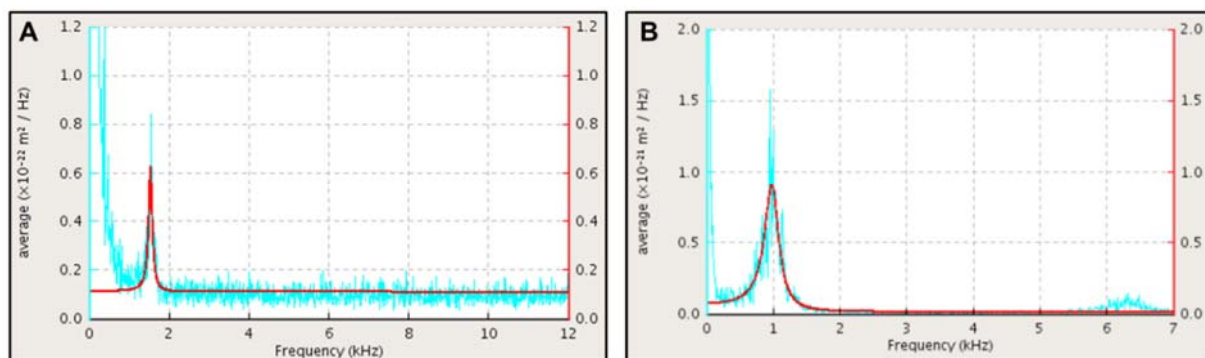 A
average (×10⁻²² m² / Hz)
1.2 1.2
1.0 1.0
0.8 0.8
0.6 0.6
0.4 0.4
0.2 0.2
0.0 0.0
0 2 4 6 8 10 12
Frequency (kHz)
B
average (×10⁻²¹ m² / Hz)
2.0 2.0
1.5 1.5
1.0 1.0
0.5 0.5
0.0 0.0
0 1 2 3 4 5 6 7
Frequency (kHz)